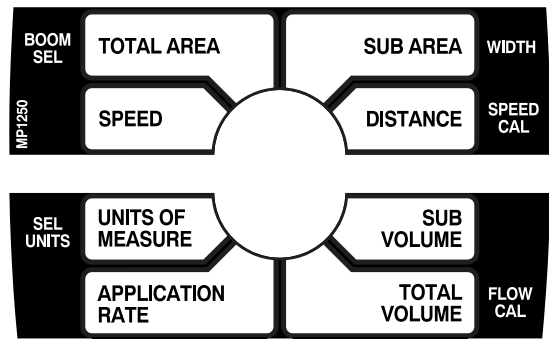 BOOM
SEL
TOTAL AREA
SUB AREA
WIDTH
MP1250
SPEED
DISTANCE
SPEED
CAL
SEL
UNITS
UNITS OF
MEASURE
SUB
VOLUME
APPLICATION
RATE
TOTAL
VOLUME
FLOW
CAL